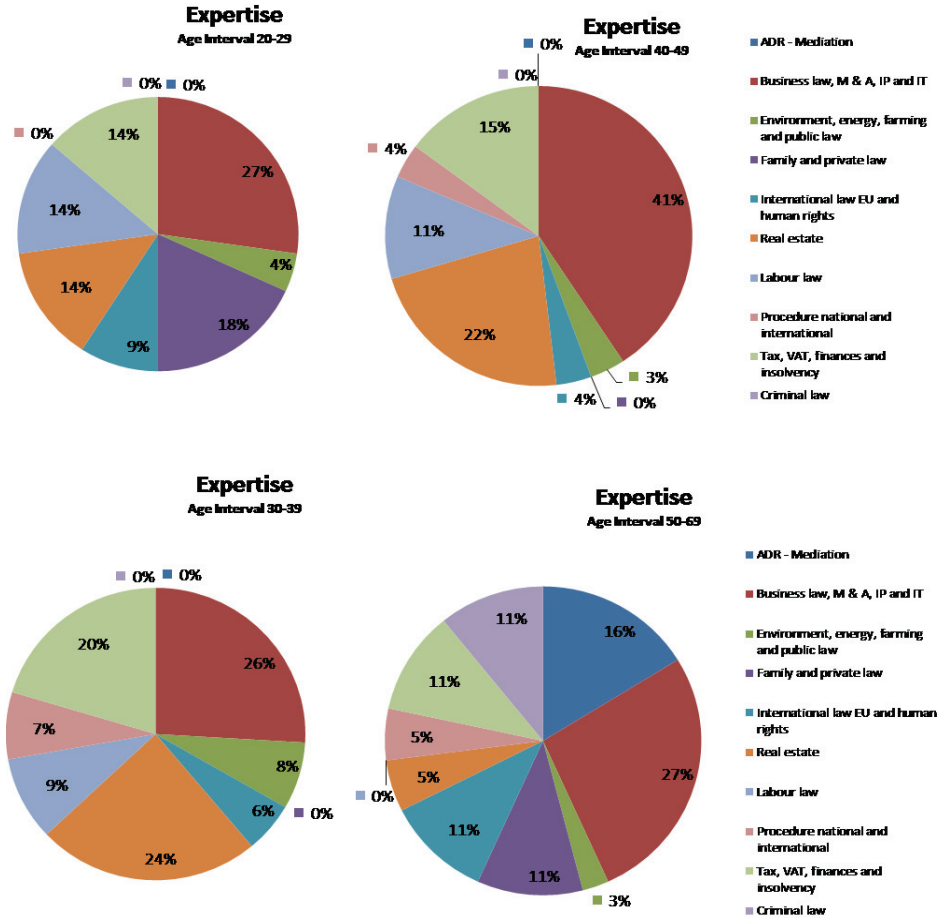 Expertise
Age Interval 20-29
0%
0%
0%
14%
27%
14%
4%
14%
18%
9%
Expertise
Age Interval 40-49
0%
0%
15%
4%
41%
11%
22%
3%
4%
0%
ADR - Mediation
Business law, M & A, IP and IT
Environment, energy, farming
and public law
Family and private law
International law EU and
human rights
Real estate
Labour law
Procedure national and
international
Tax, VAT, finances and
insolvency
Criminal law
Expertise
Age Interval 30-39
0%
0%
20%
26%
7%
8%
9%
6%
0%
24%
Expertise
Age Interval 50-69
11%
16%
11%
5%
27%
5%
0%
11%
11%
3%
ADR - Mediation
Business law, M & A, IP and IT
Environment, energy, farming
and public law
Family and private law
International law EU and human
rights
Real estate
Labour law
Procedure national and
international
Tax, VAT, finances and
insolvency
Criminal law